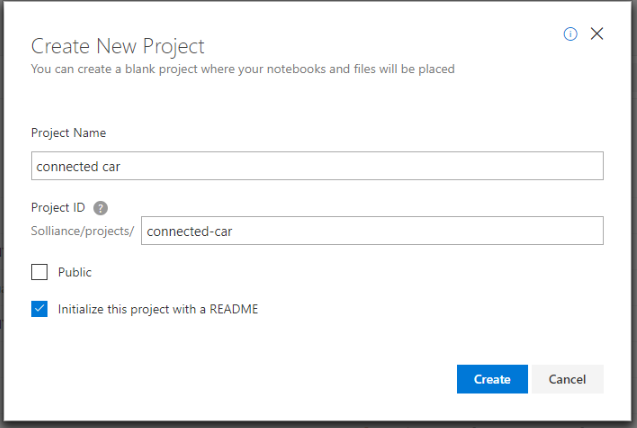 Create New Project
You can create a blank project where your notebooks and files will be placed
Project Name
connected car
Project ID ?
Solliance/projects/ connected-car
Public
Initialize this project with a README
Create Cancel